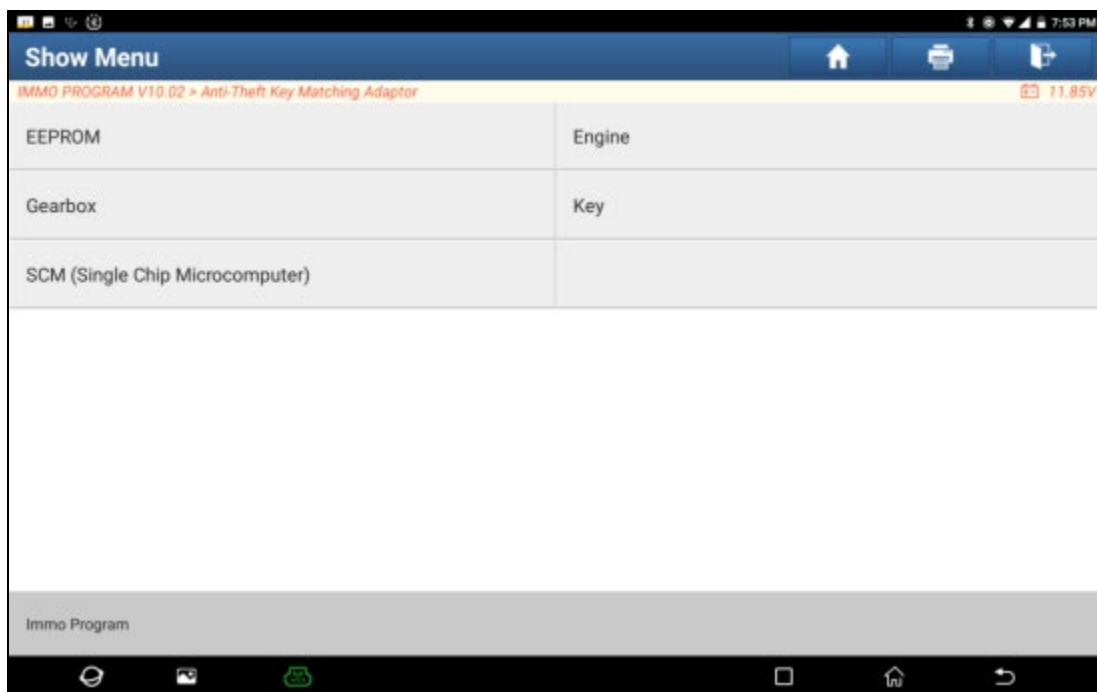 7:53 PM
Show Menu
IMMO PROGRAM V10.02 > Anti-Theft Key Matching Adaptor 11.85V
EEPROM Engine
Gearbox Key
SCM (Single Chip Microcomputer)
Immo Program